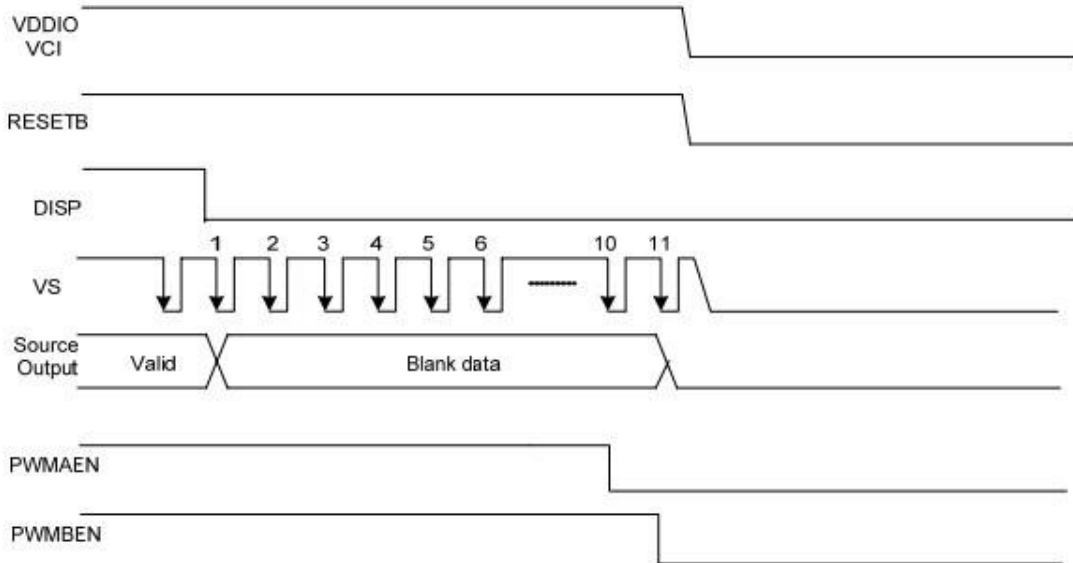 VDDIO
VCI
RESETB
DISP
1 2 3 4 5 6 10 11
VS
Source
Output
Valid
Blank data
PWMAEN
PWMBEN